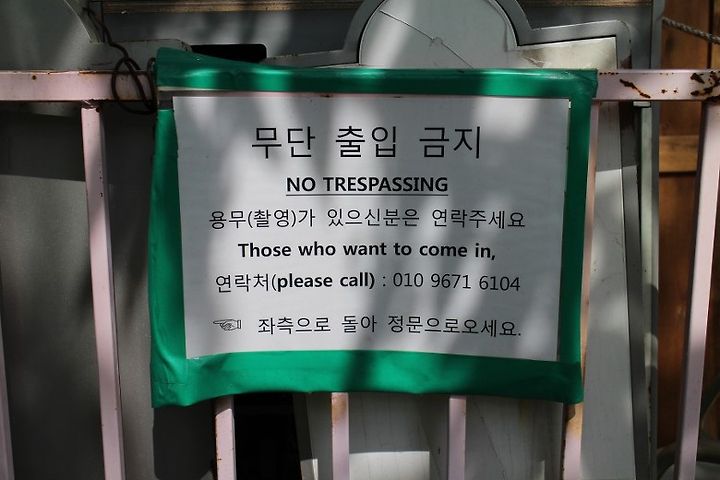 무단 출입 금지
NO TRESPASSING
용무(촬영)가 있으신분은 연락주세요
Those who want to come in,
연락처(please call) : 010 9671 6104
☜ 좌측으로 돌아 정문으로오세요.